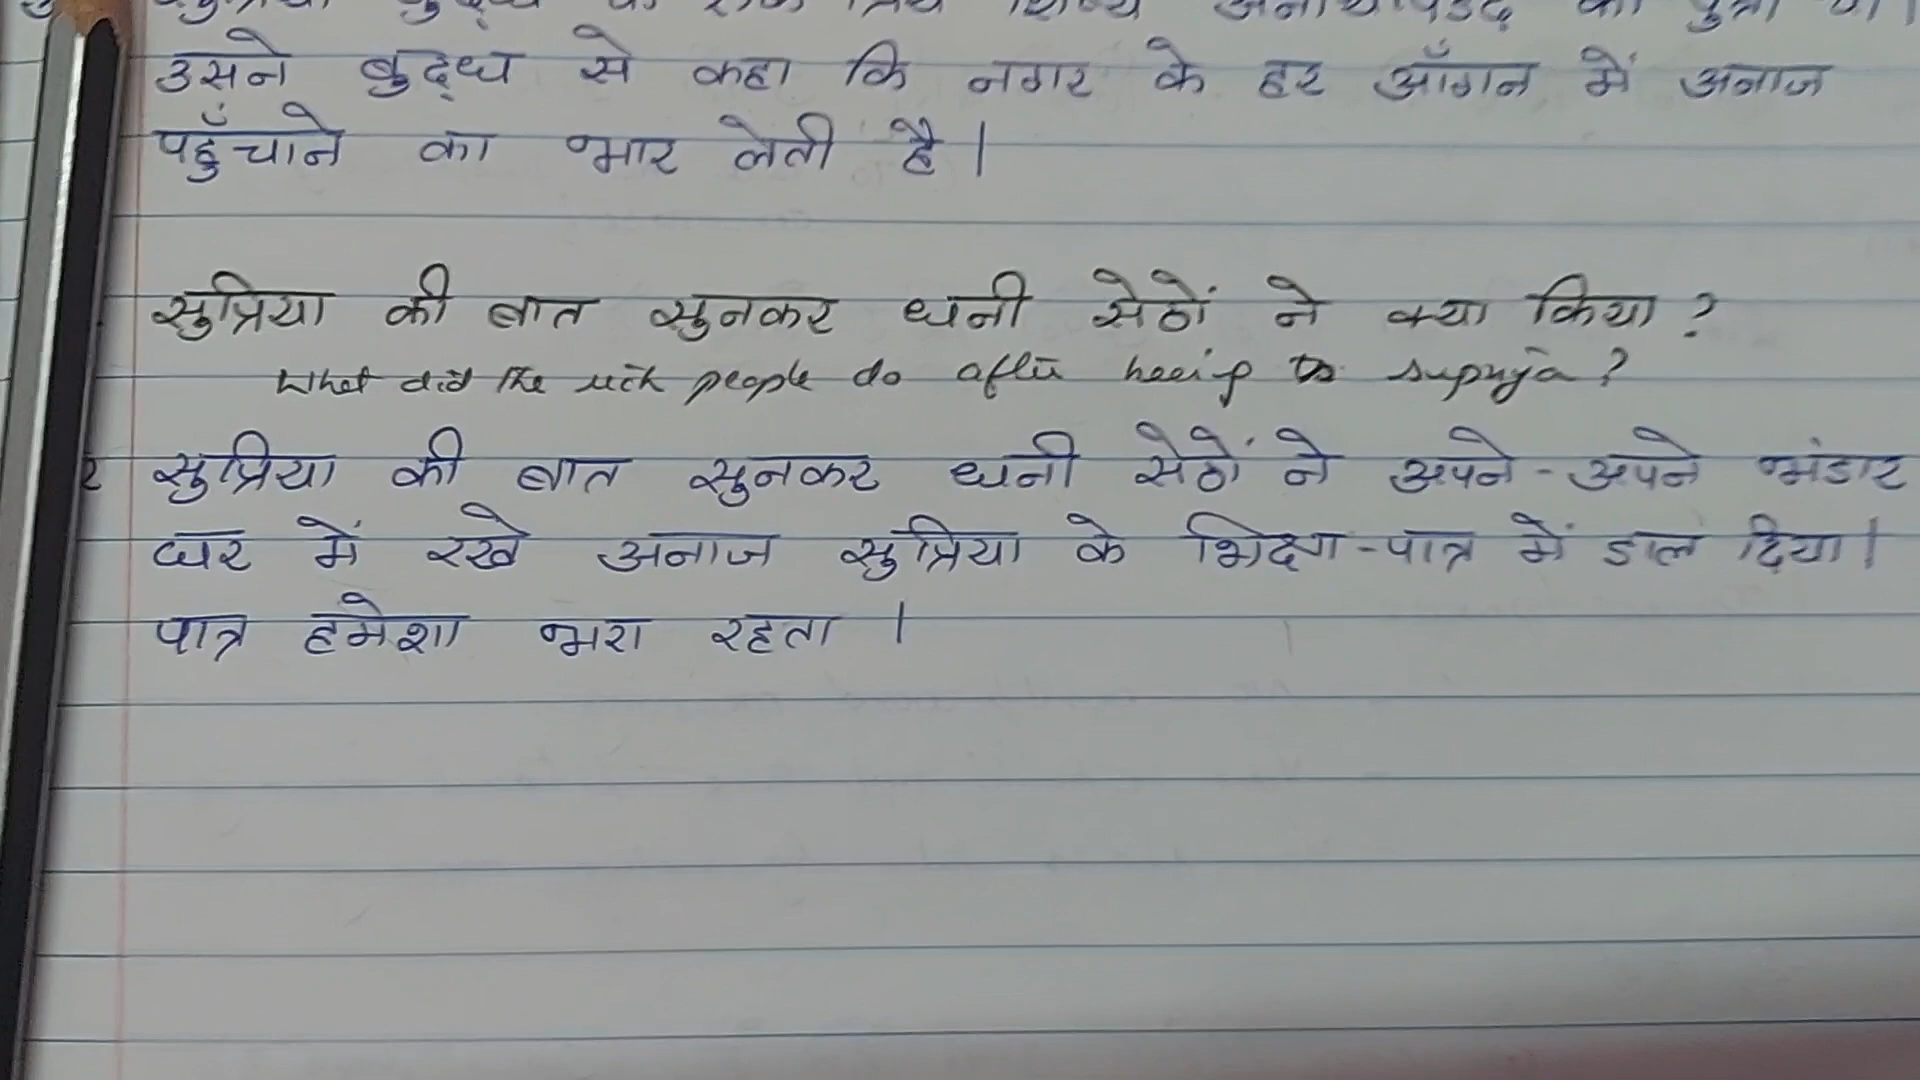 उसने बुद्ध से कहा कि नगर के हर आँगन में अनाज
पहुँचाने का भार लेती है।
सुप्रिया की बात सुनकर धनी सेठों ने क्या किया ?
What did the rich people do after to supriya ?
र सुप्रिया की बात सुनकर धनी सेठों ने अपने - अपने भंडार
घर में रखे अनाज सुप्रिया के भिक्षा - पात्र में डाल दिया।
पात्र हमेशा भरा रहता ।